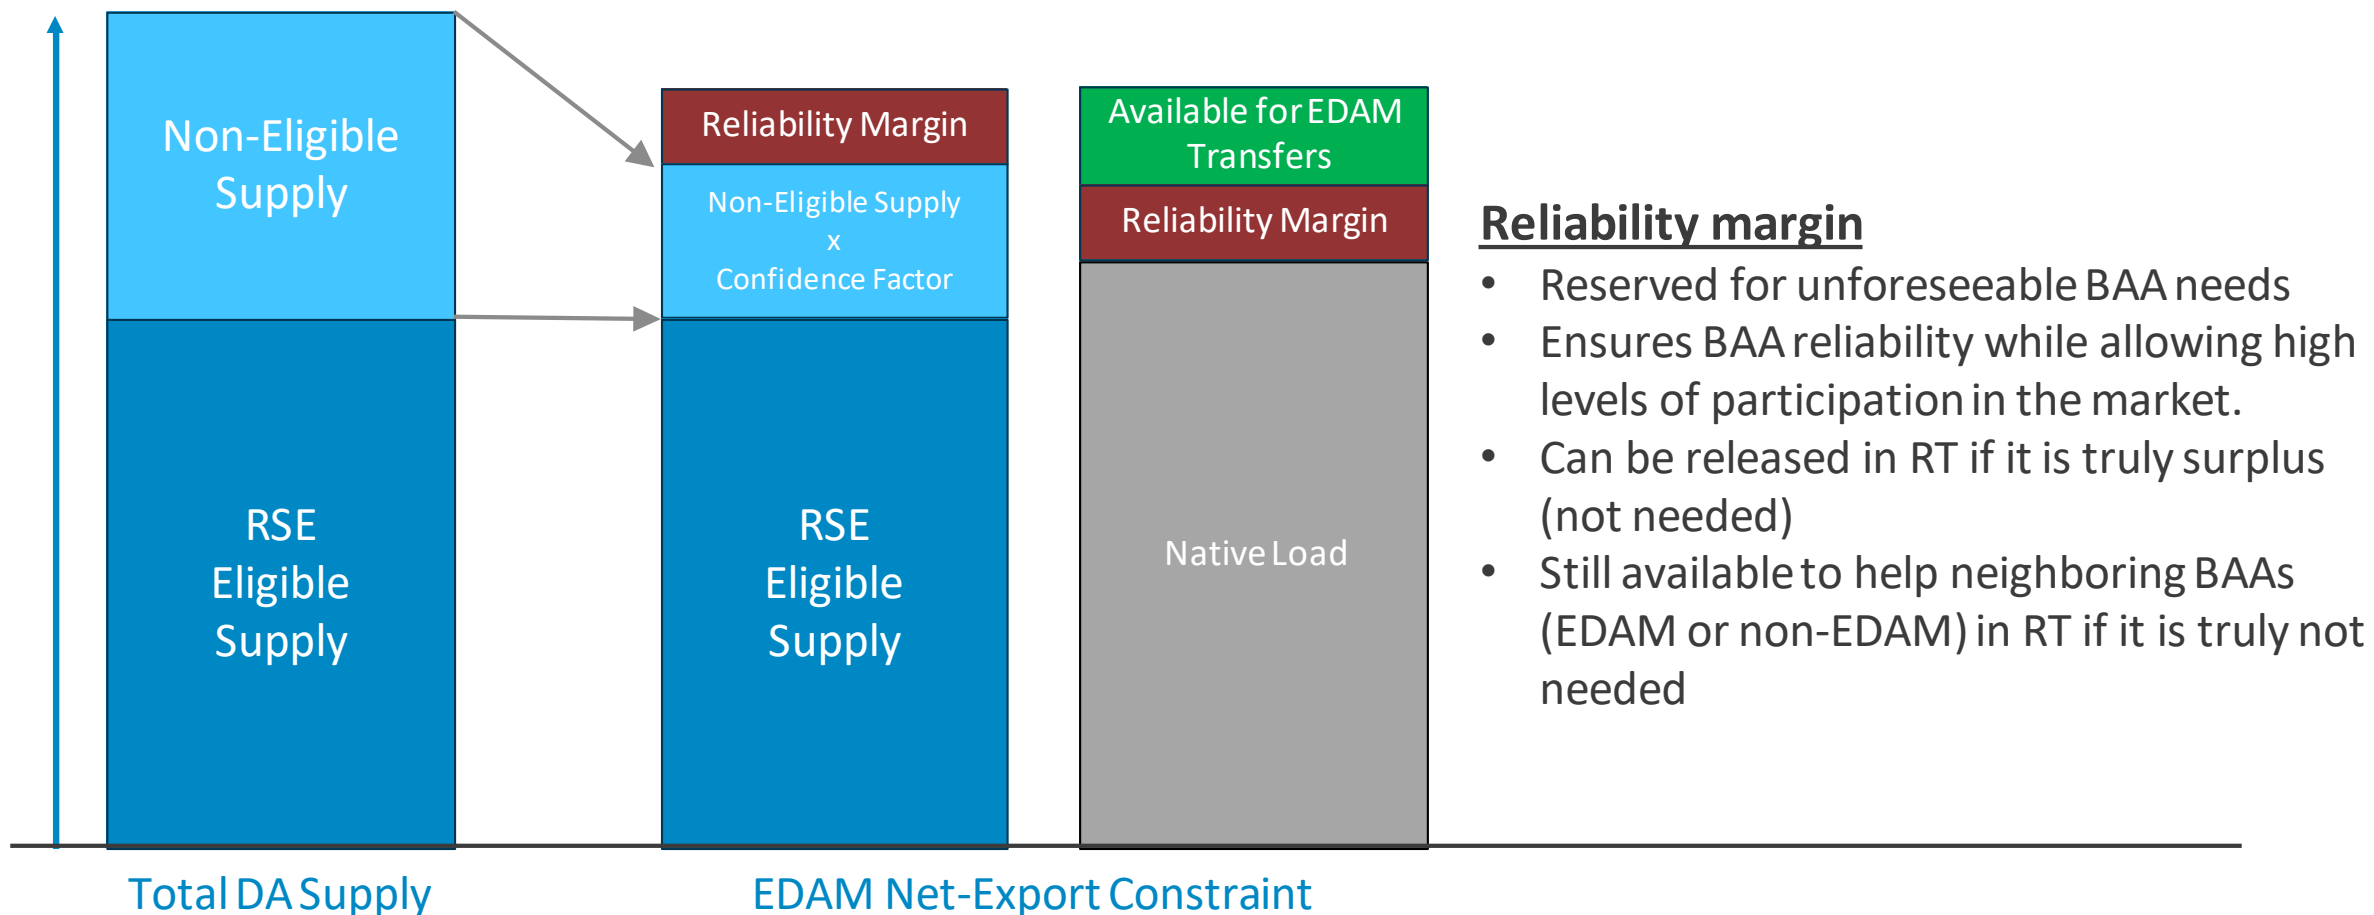 Non-Eligible
Supply
RSE
Eligible
Supply
Total DA Supply
Reliability Margin
Non-Eligible Supply
x
Confidence Factor
RSE
Eligible
Supply
Available for EDAM
Transfers
Reliability Margin
Native Load
EDAM Net-Export Constraint
Reliability margin
• Reserved for unforeseeable BAA needs
• Ensures BAA reliability while allowing high
levels of participation in the market.
• Can be released in RT if it is truly surplus
(not needed)
• Still available to help neighboring BAAs
(EDAM or non-EDAM) in RT if it is truly not
needed